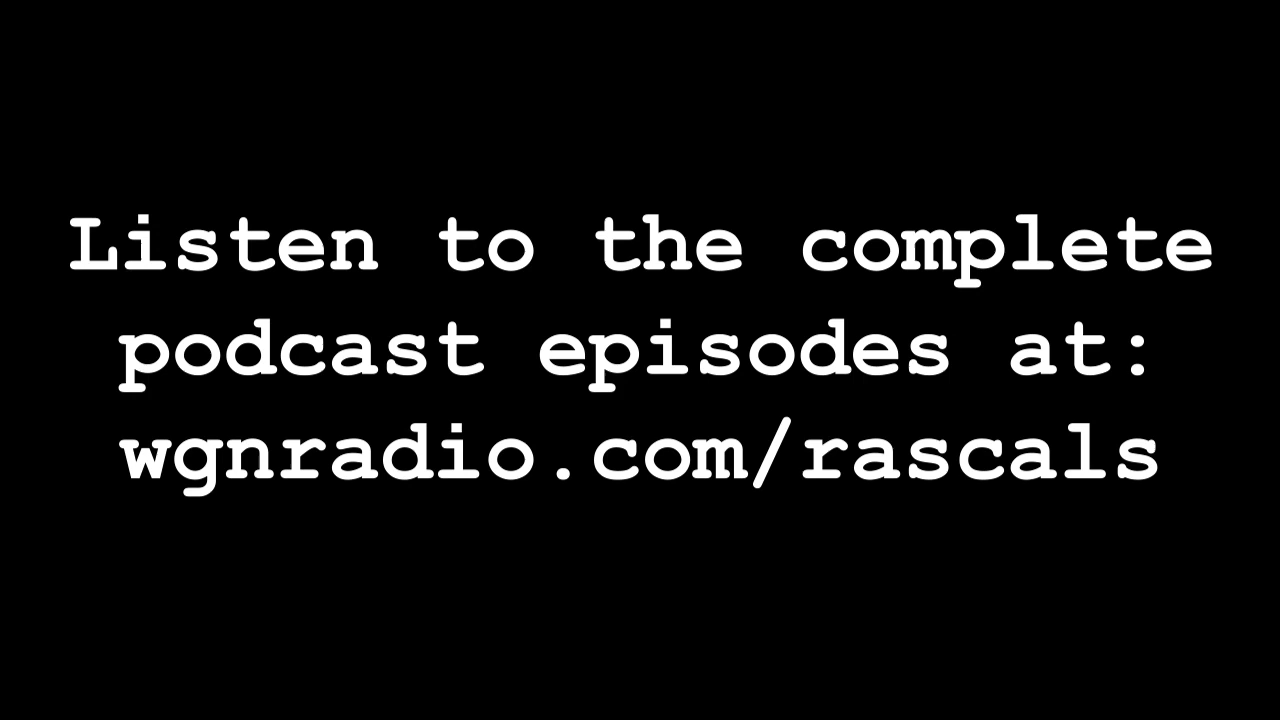 Listen to the complete
podcast episodes at:
wgnradio.com/rascals